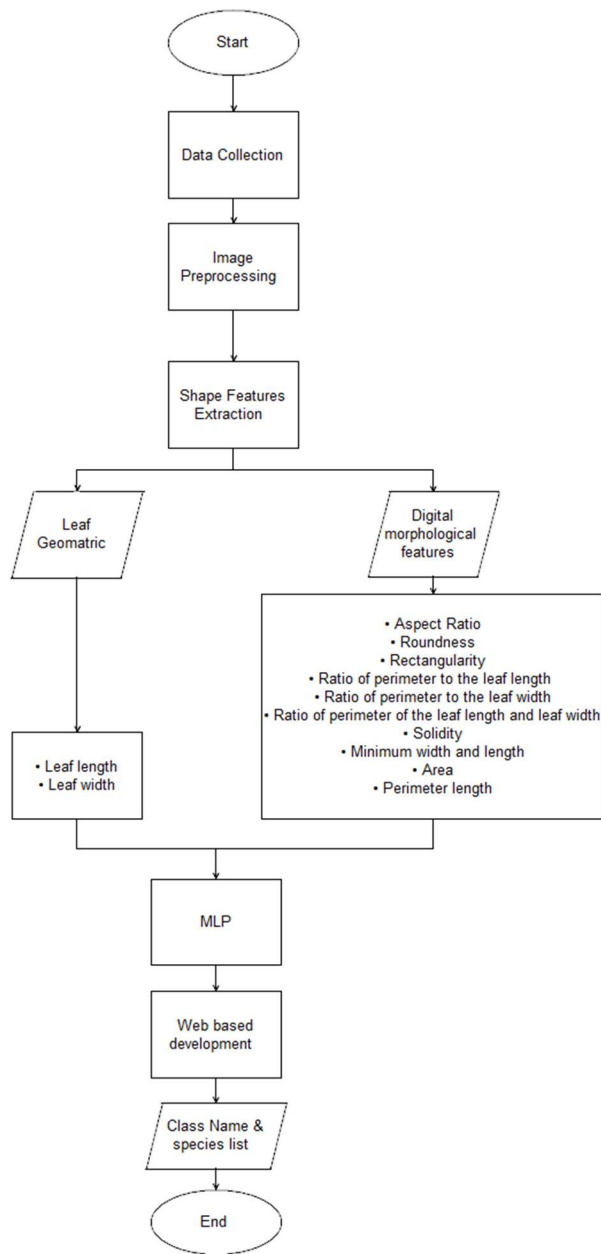 Start
Data Collection
Image
Preprocessing
Shape Features
Extraction
Leaf
Geomatric
Digital
morphological
features
• Aspect Ratio
• Roundness
• Rectangularity
• Ratio of perimeter to the leaf length
• Ratio of perimeter to the leaf width
• Ratio of perimeter of the leaf length and leaf width
• Solidity
• Minimum width and length
• Area
• Perimeter length
• Leaf length
• Leaf width
MLP
Web based
development
Class Name &
species list
End